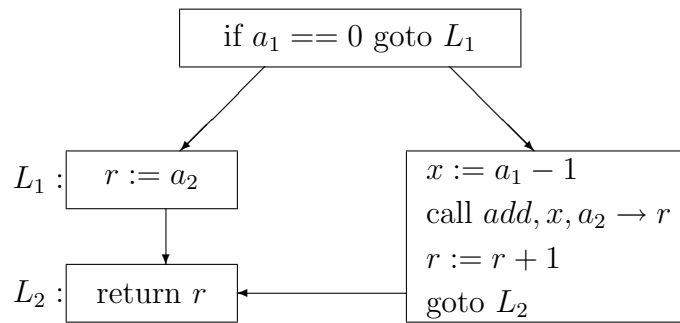 if a₁ == 0 goto L₁
L₁ : r := a₂
x := a₁ − 1
call add, x, a₂ → r
r := r + 1
goto L₂
L₂ : return r